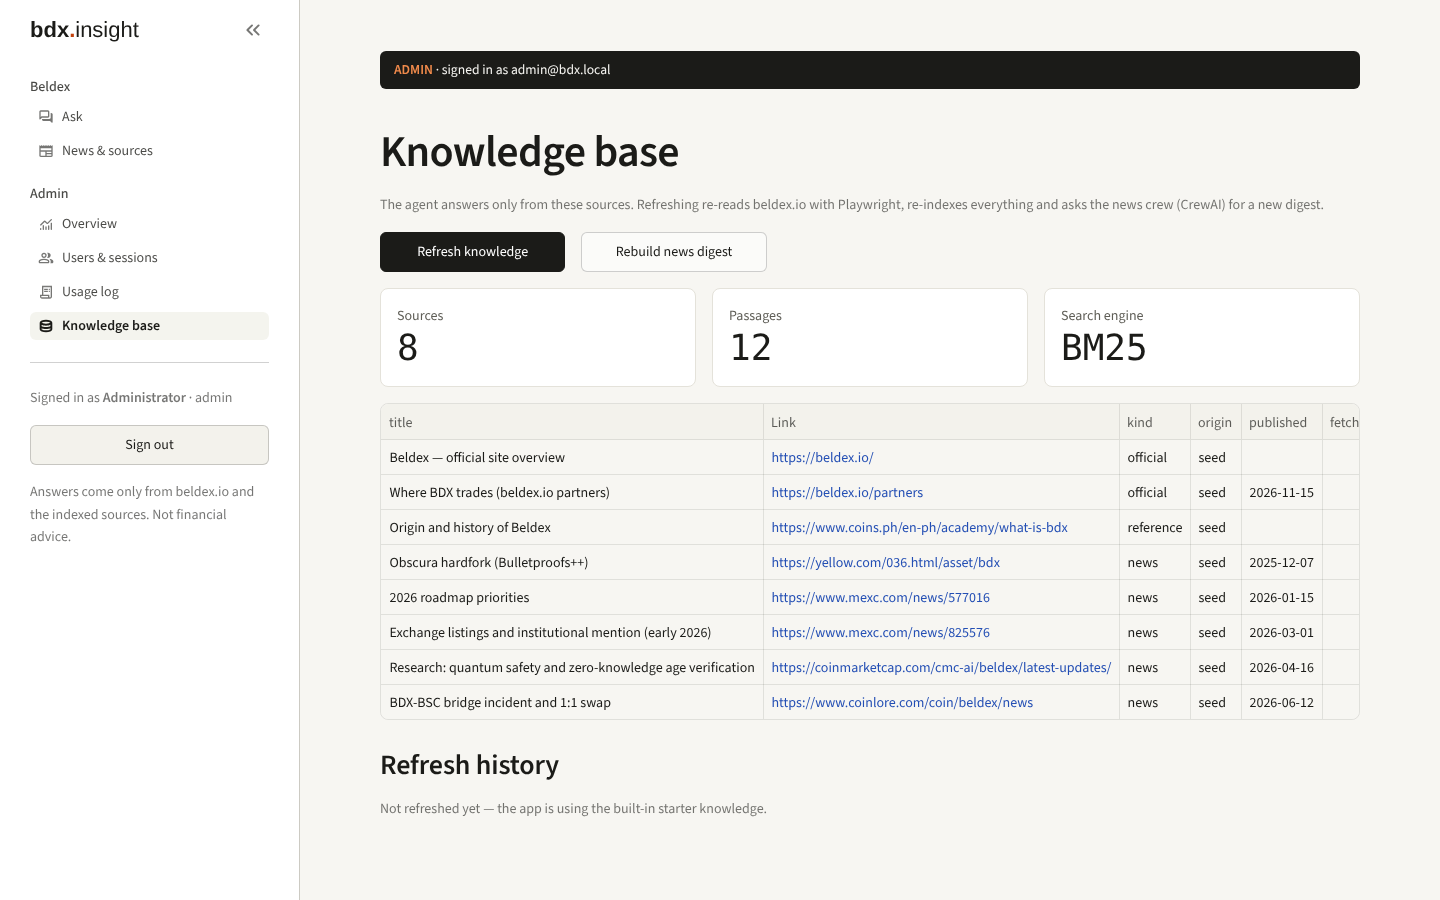 bdx.insight
Beldex
Ask
News & sources
Admin
Overview
Users & sessions
Usage log
Knowledge base
Signed in as Administrator · admin
Sign out
Answers come only from beldex.io and
the indexed sources. Not financial
advice.
ADMIN · signed in as admin@bdx.local
Knowledge base
The agent answers only from these sources. Refreshing re-reads beldex.io with Playwright, re-indexes everything and asks the news crew (CrewAI) for a new digest.
Refresh knowledge Rebuild news digest
Sources Passages Search engine
8 12 BM25
title Link kind origin published fetch
Beldex — official site overview https://beldex.io/ official seed
Where BDX trades (beldex.io partners) https://beldex.io/partners official seed 2026-11-15
Origin and history of Beldex https://www.coins.ph/en-ph/academy/what-is-bdx reference seed
Obscura hardfork (Bulletproofs++) https://yellow.com/036.html/asset/bdx news seed 2025-12-07
2026 roadmap priorities https://www.mexc.com/news/577016 news seed 2026-01-15
Exchange listings and institutional mention (early 2026) https://www.mexc.com/news/825576 news seed 2026-03-01
Research: quantum safety and zero-knowledge age verification https://coinmarketcap.com/cmc-ai/beldex/latest-updates/ news seed 2026-04-16
BDX-BSC bridge incident and 1:1 swap https://www.coinlore.com/coin/beldex/news news seed 2026-06-12
Refresh history
Not refreshed yet — the app is using the built-in starter knowledge.